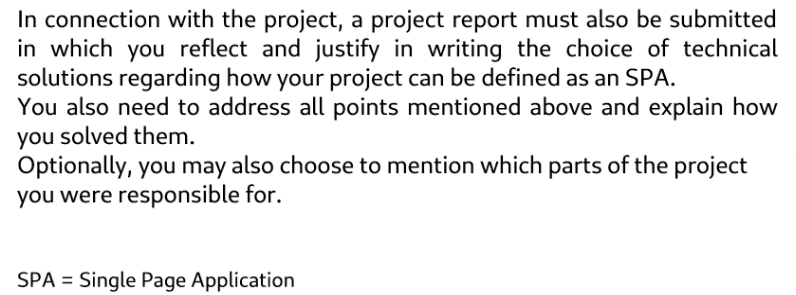 In connection with the project, a project report must also be submitted
in which you reflect and justify in writing the choice of technical
solutions regarding how your project can be defined as an SPA.
You also need to address all points mentioned above and explain how
you solved them.
Optionally, you may also choose to mention which parts of the project
you were responsible for.
SPA = Single Page Application